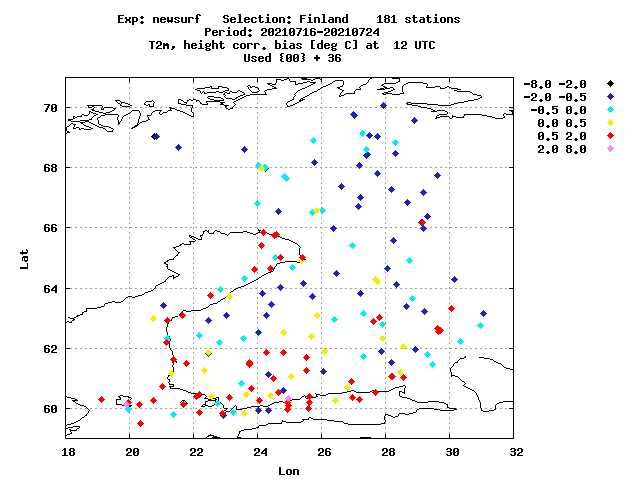 Exp: newsurf   Selection: Finland    181 stations
Period: 20210716-20210724
T2m, height corr. bias [deg C] at  12 UTC
Used {00} + 36
-8.0 -2.0
-2.0 -0.5
-0.5 0.0
0.0 0.5
0.5 2.0
2.0 8.0
70
68
66
64
62
60
Lat
18 20 22 24 26 28 30 32
Lon